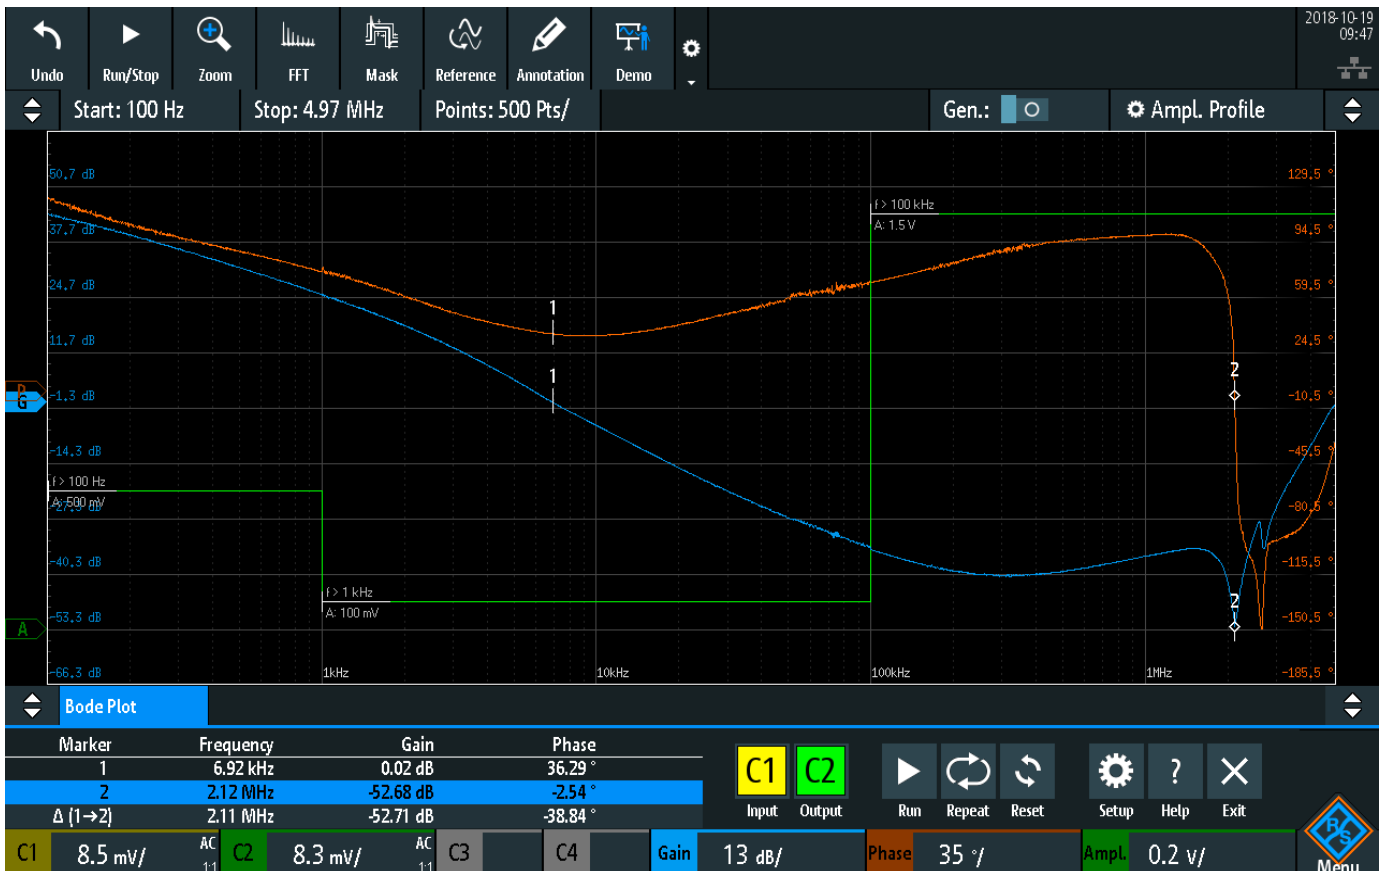 2018-10-19
09:47
Undo Run/Stop Zoom FFT Mask Reference Annotation Demo
Start: 100 Hz Stop: 4.97 MHz Points: 500 Pts/ Gen.: Ampl. Profile
50.7 dB 129.5 °
f> 100 kHz
A: 1.5 V
37.7 dB 94.5 °
24.7 dB 59.5 °
1
11.7 dB 24.5 °
1 2
P
G -1.3 dB -10.5 °
-14.3 dB -45.5 °
f> 100 Hz
A: 500 mV
-27.3 dB -80.5 °
-40.3 dB -115.5 °
f> 1 kHz
A: 100 mV
2
A -53.3 dB -150.5 °
-66.3 dB 1kHz 10kHz 100kHz 1MHz -185.5 °
Bode Plot
Marker Frequency Gain Phase
1 6.92 kHz 0.02 dB 36.29 °
2 2.12 MHz -52.68 dB -2.54 °
Δ (1→2) 2.11 MHz -52.71 dB -38.84 °
C1 C2
Input Output Run Repeat Reset Setup ? Help Exit
C1 8.5 mV/ AC 1:1 C2 8.3 mV/ AC 1:1 C3 C4 Gain 13 dB/ Phase 35 °/ Ampl. 0.2 V/
R&S
Menu